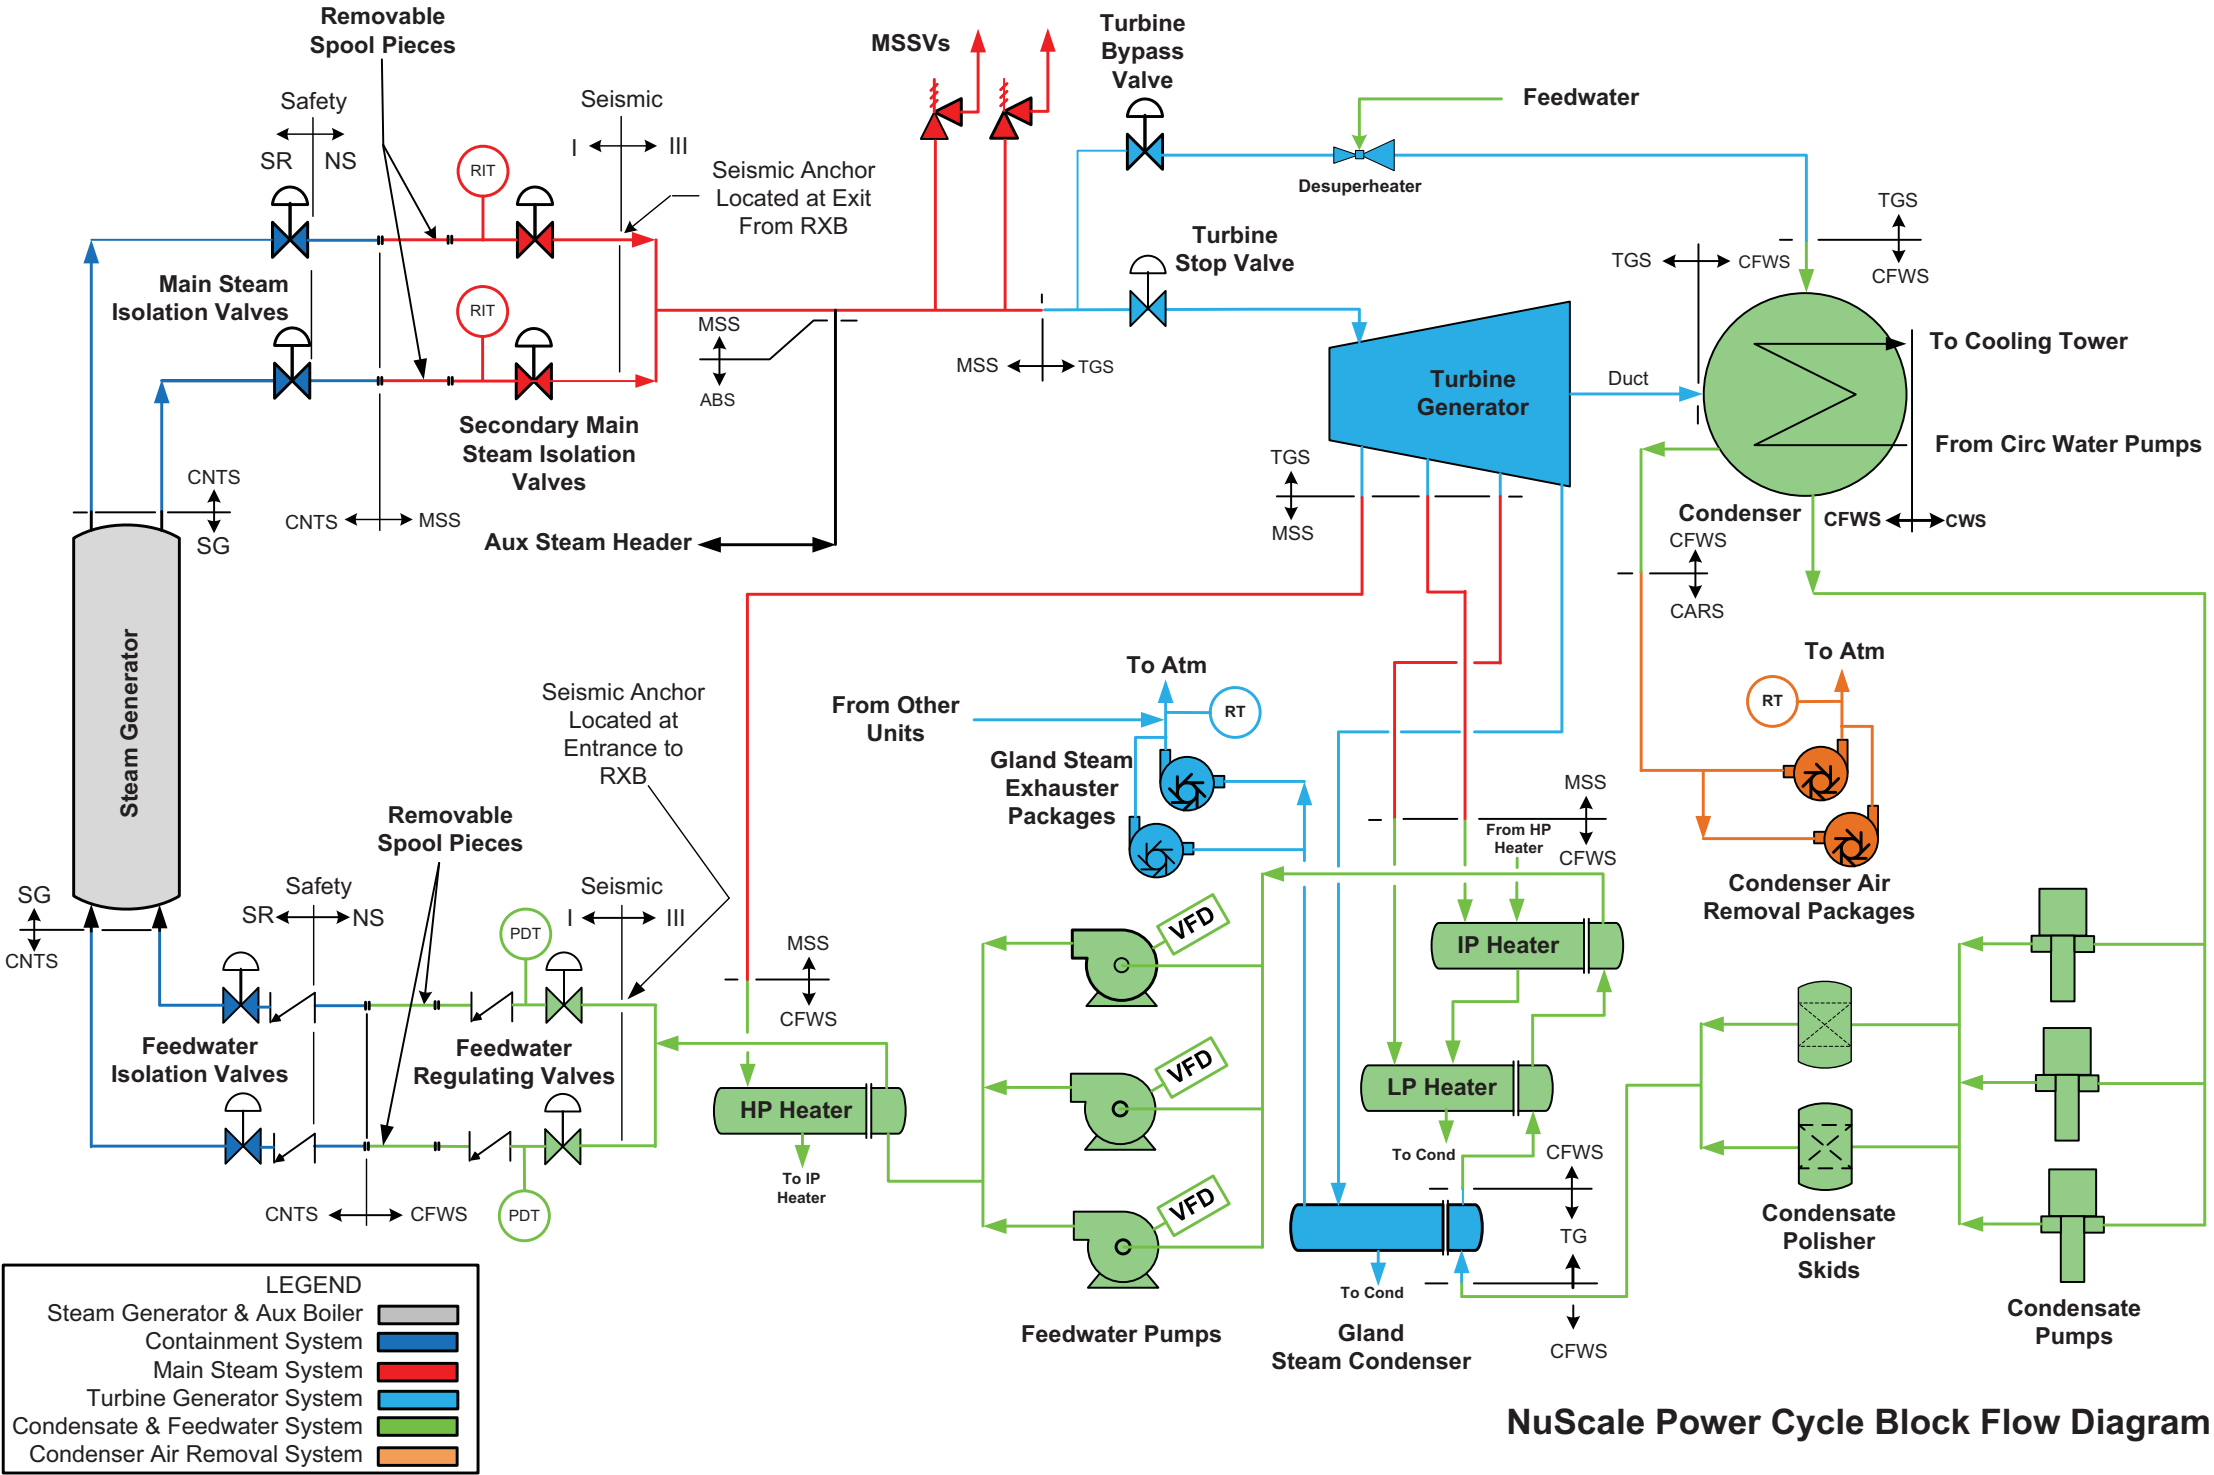 Removable
Spool Pieces
MSSVs
Turbine
Bypass
Valve
Feedwater
Safety
SR
NS
RIT
Seismic
I
III
Seismic Anchor
Located at Exit
From RXB
Desuperheater
TGS
CFWS
TGS
CFWS
Main Steam
Isolation Valves
RIT
Turbine
Stop Valve
MSS
ABS
MSS
TGS
To Cooling Tower
Turbine
Generator
Duct
From Circ Water Pumps
Secondary Main
Steam Isolation
Valves
CNTS
SG
CNTS
MSS
Aux Steam Header
TGS
MSS
Condenser
CFWS
CWS
CFWS
CARS
Steam Generator
Seismic Anchor
Located at
Entrance to
RXB
To Atm
RT
From Other
Units
Gland Steam
Exhauster
Packages
To Atm
RT
MSS
CFWS
From HP
Heater
Condenser Air
Removal Packages
Removable
Spool Pieces
SG
CNTS
Safety
SR
NS
PDT
Seismic
I
III
MSS
CFWS
VFD
IP Heater
Feedwater
Isolation Valves
Feedwater
Regulating Valves
VFD
HP Heater
LP Heater
To IP
Heater
To Cond
CFWS
TG
CFWS
VFD
CNTS
CFWS
PDT
To Cond
Feedwater Pumps
Gland
Steam Condenser
Condensate
Polisher
Skids
Condensate
Pumps
LEGEND
Steam Generator & Aux Boiler
Containment System
Main Steam System
Turbine Generator System
Condensate & Feedwater System
Condenser Air Removal System
NuScale Power Cycle Block Flow Diagram